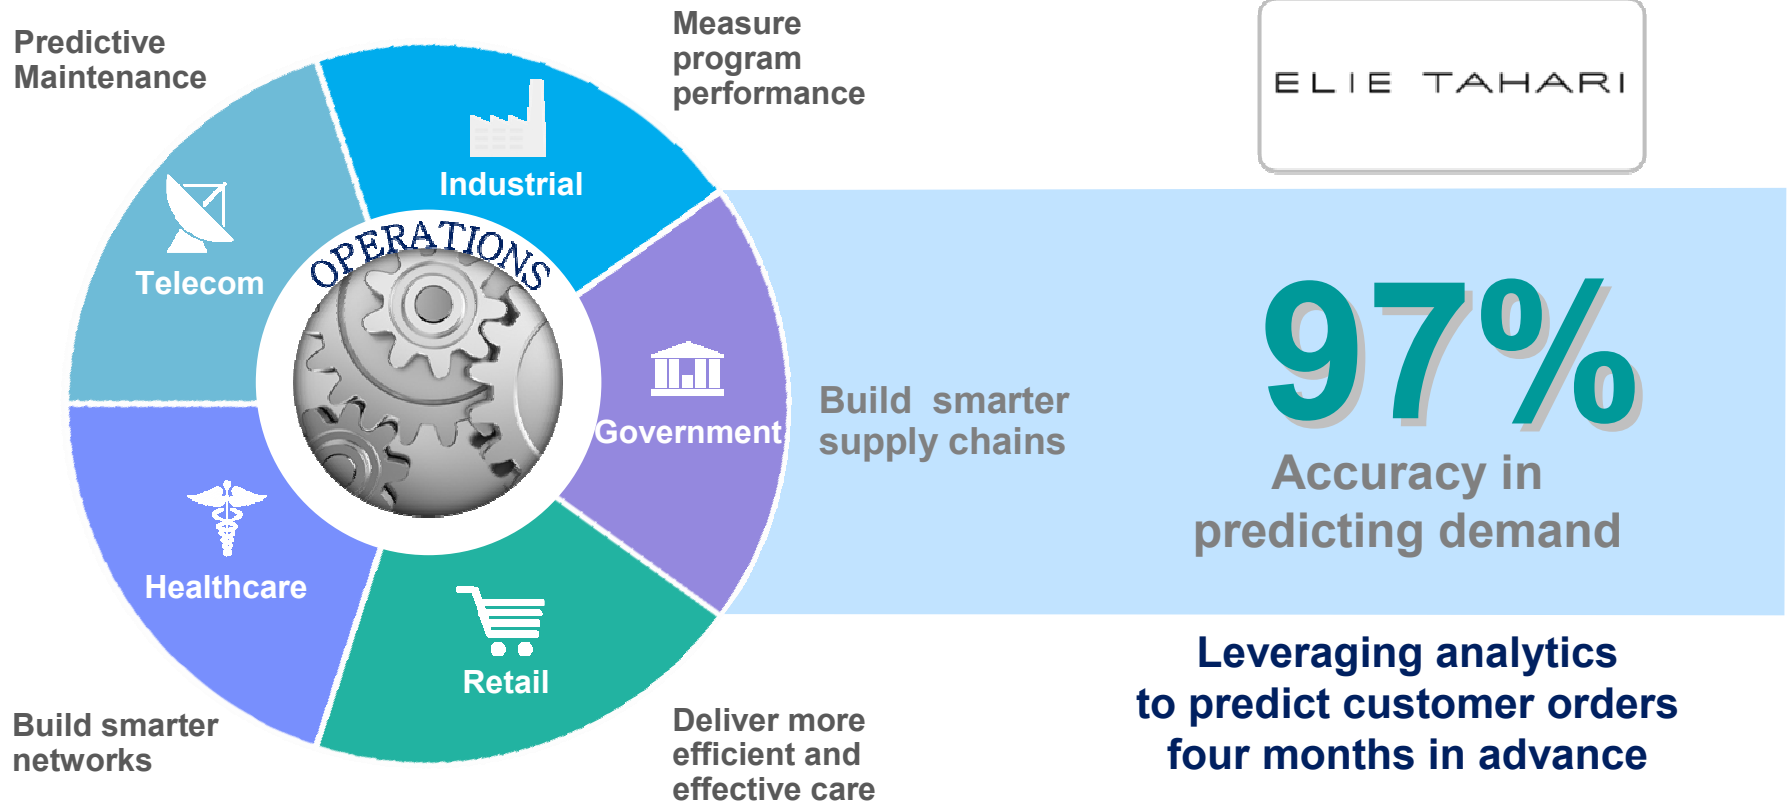 Predictive
Maintenance
Measure
program
performance
ELIE TAHARI
Industrial
Telecom
OPERATIONS
Government
Healthcare
Retail
Build smarter
supply chains
97%
Accuracy in
predicting demand
Build smarter
networks
Deliver more
efficient and
effective care
Leveraging analytics
to predict customer orders
four months in advance